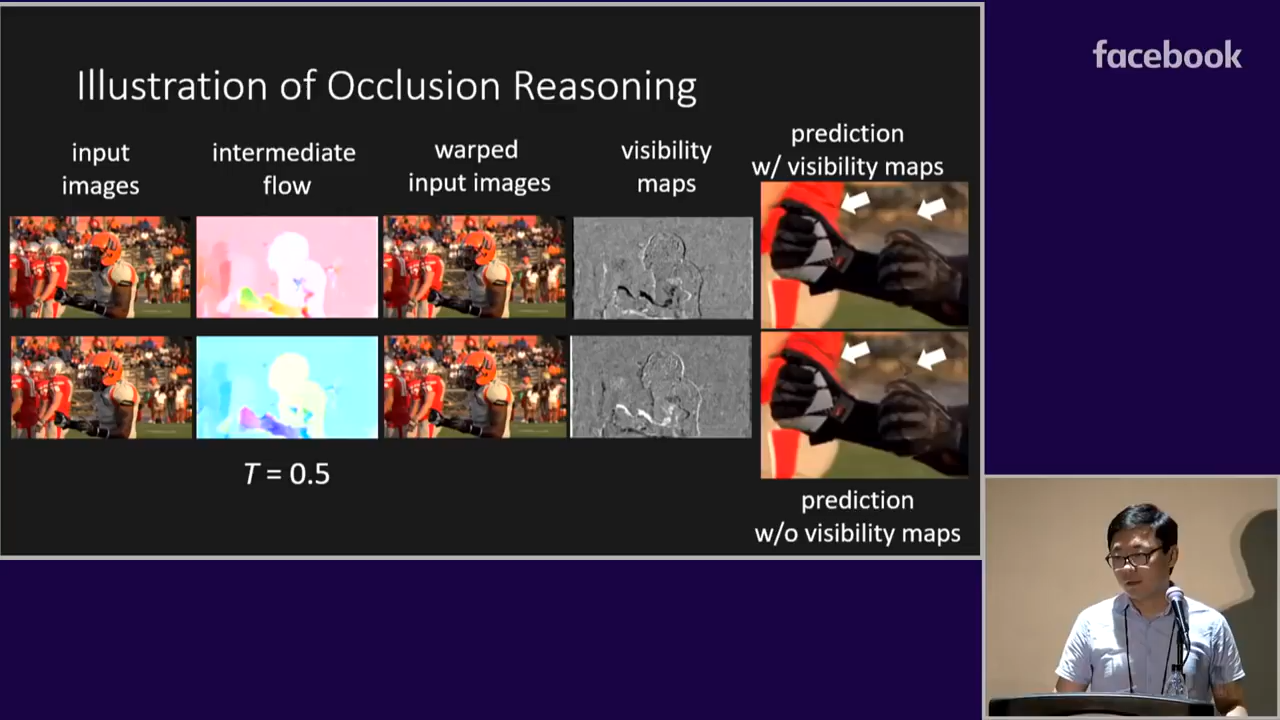 facebook
Illustration of Occlusion Reasoning
input
images
intermediate
flow
warped
input images
visibility
maps
prediction
w/ visibility maps
T = 0.5
prediction
w/o visibility maps